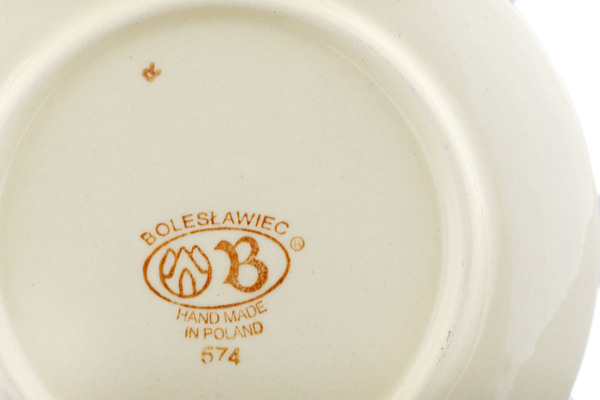 R
BOLESŁAWIEC
B ®
HAND MADE
IN POLAND
574